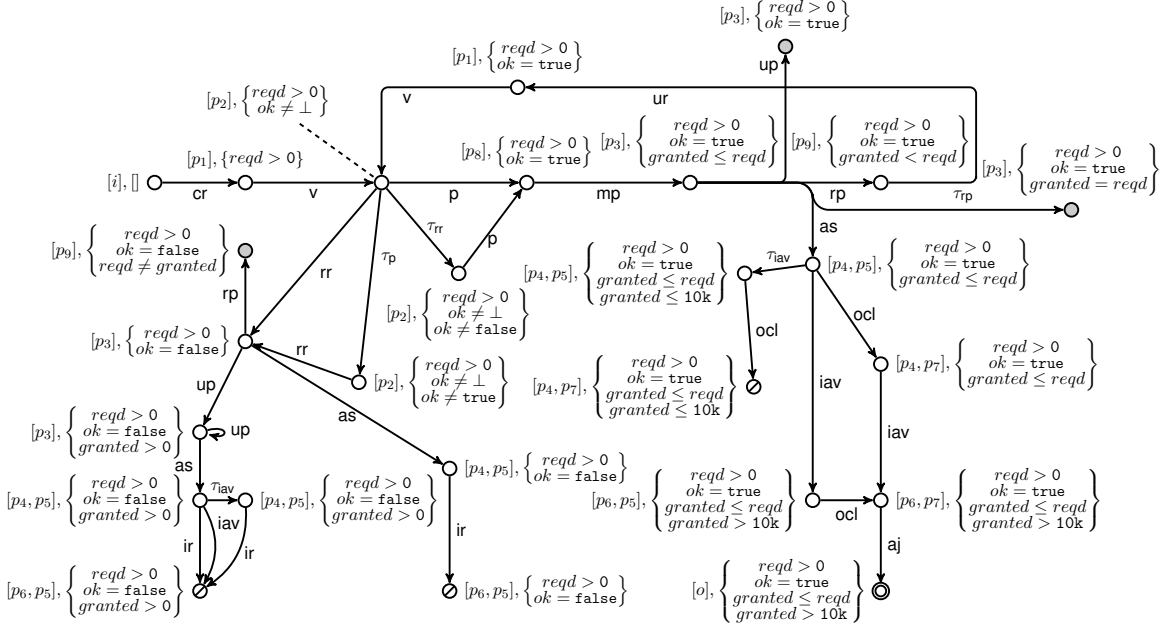 [p3], { reqd > 0
ok = true }
up
[p1], { reqd > 0
ok = true }
v
ur
[p2], { reqd > 0
ok ≠ ⊥ }
[i], []
cr
[p1], {reqd > 0}
v
p
[p8], { reqd > 0
ok = true }
mp
[p3], { reqd > 0
ok = true
granted ≤ reqd }
[p9], { reqd > 0
ok = true
granted < reqd }
rp
τrp
[p3], { reqd > 0
ok = true
granted = reqd }
as
[p9], { reqd > 0
ok = false
reqd ≠ granted }
rp
rr
τp
τrr
p
[p2], { reqd > 0
ok ≠ ⊥
ok ≠ false }
[p4, p5], { reqd > 0
ok = true
granted ≤ reqd
granted ≤ 10k }
τiav
[p4, p5], { reqd > 0
ok = true
granted ≤ reqd }
ocl
ocl
[p3], { reqd > 0
ok = false }
rr
[p2], { reqd > 0
ok ≠ ⊥
ok ≠ true }
[p4, p7], { reqd > 0
ok = true
granted ≤ reqd
granted ≤ 10k }
iav
[p4, p7], { reqd > 0
ok = true
granted ≤ reqd }
iav
up
as
[p3], { reqd > 0
ok = false
granted > 0 }
up
as
[p4, p5], { reqd > 0
ok = false
granted > 0 }
τiav
iav
[p4, p5], { reqd > 0
ok = false
granted > 0 }
[p4, p5], { reqd > 0
ok = false }
[p6, p5], { reqd > 0
ok = true
granted ≤ reqd
granted > 10k }
ocl
[p6, p7], { reqd > 0
ok = true
granted ≤ reqd
granted > 10k }
ir
ir
ir
aj
[p6, p5], { reqd > 0
ok = false
granted > 0 }
[p6, p5], { reqd > 0
ok = false }
[o], { reqd > 0
ok = true
granted ≤ reqd
granted > 10k }